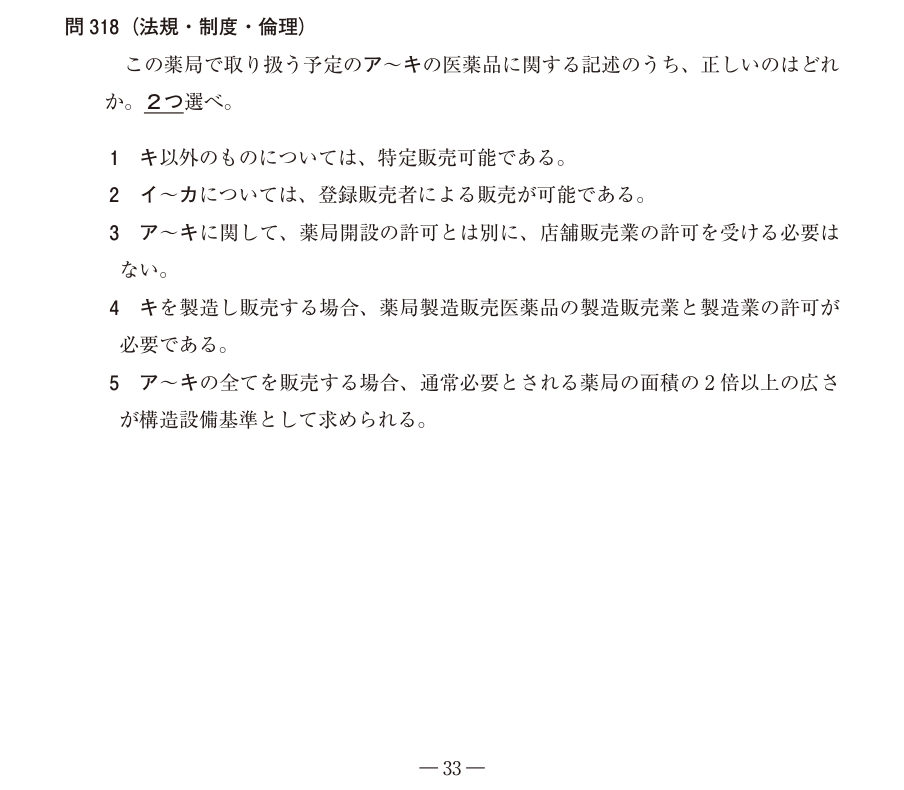 問 318（法規・制度・倫理）
この薬局で取り扱う予定のア～キの医薬品に関する記述のうち、正しいのはどれ
か。２つ選べ。
1　キ以外のものについては、特定販売可能である。
2　イ～カについては、登録販売者による販売が可能である。
3　ア～キに関して、薬局開設の許可とは別に、店舗販売業の許可を受ける必要は
ない。
4　キを製造し販売する場合、薬局製造販売医薬品の製造販売業と製造業の許可が
必要である。
5　ア～キの全てを販売する場合、通常必要とされる薬局の面積の 2 倍以上の広さ
が構造設備基準として求められる。
― 33 ―